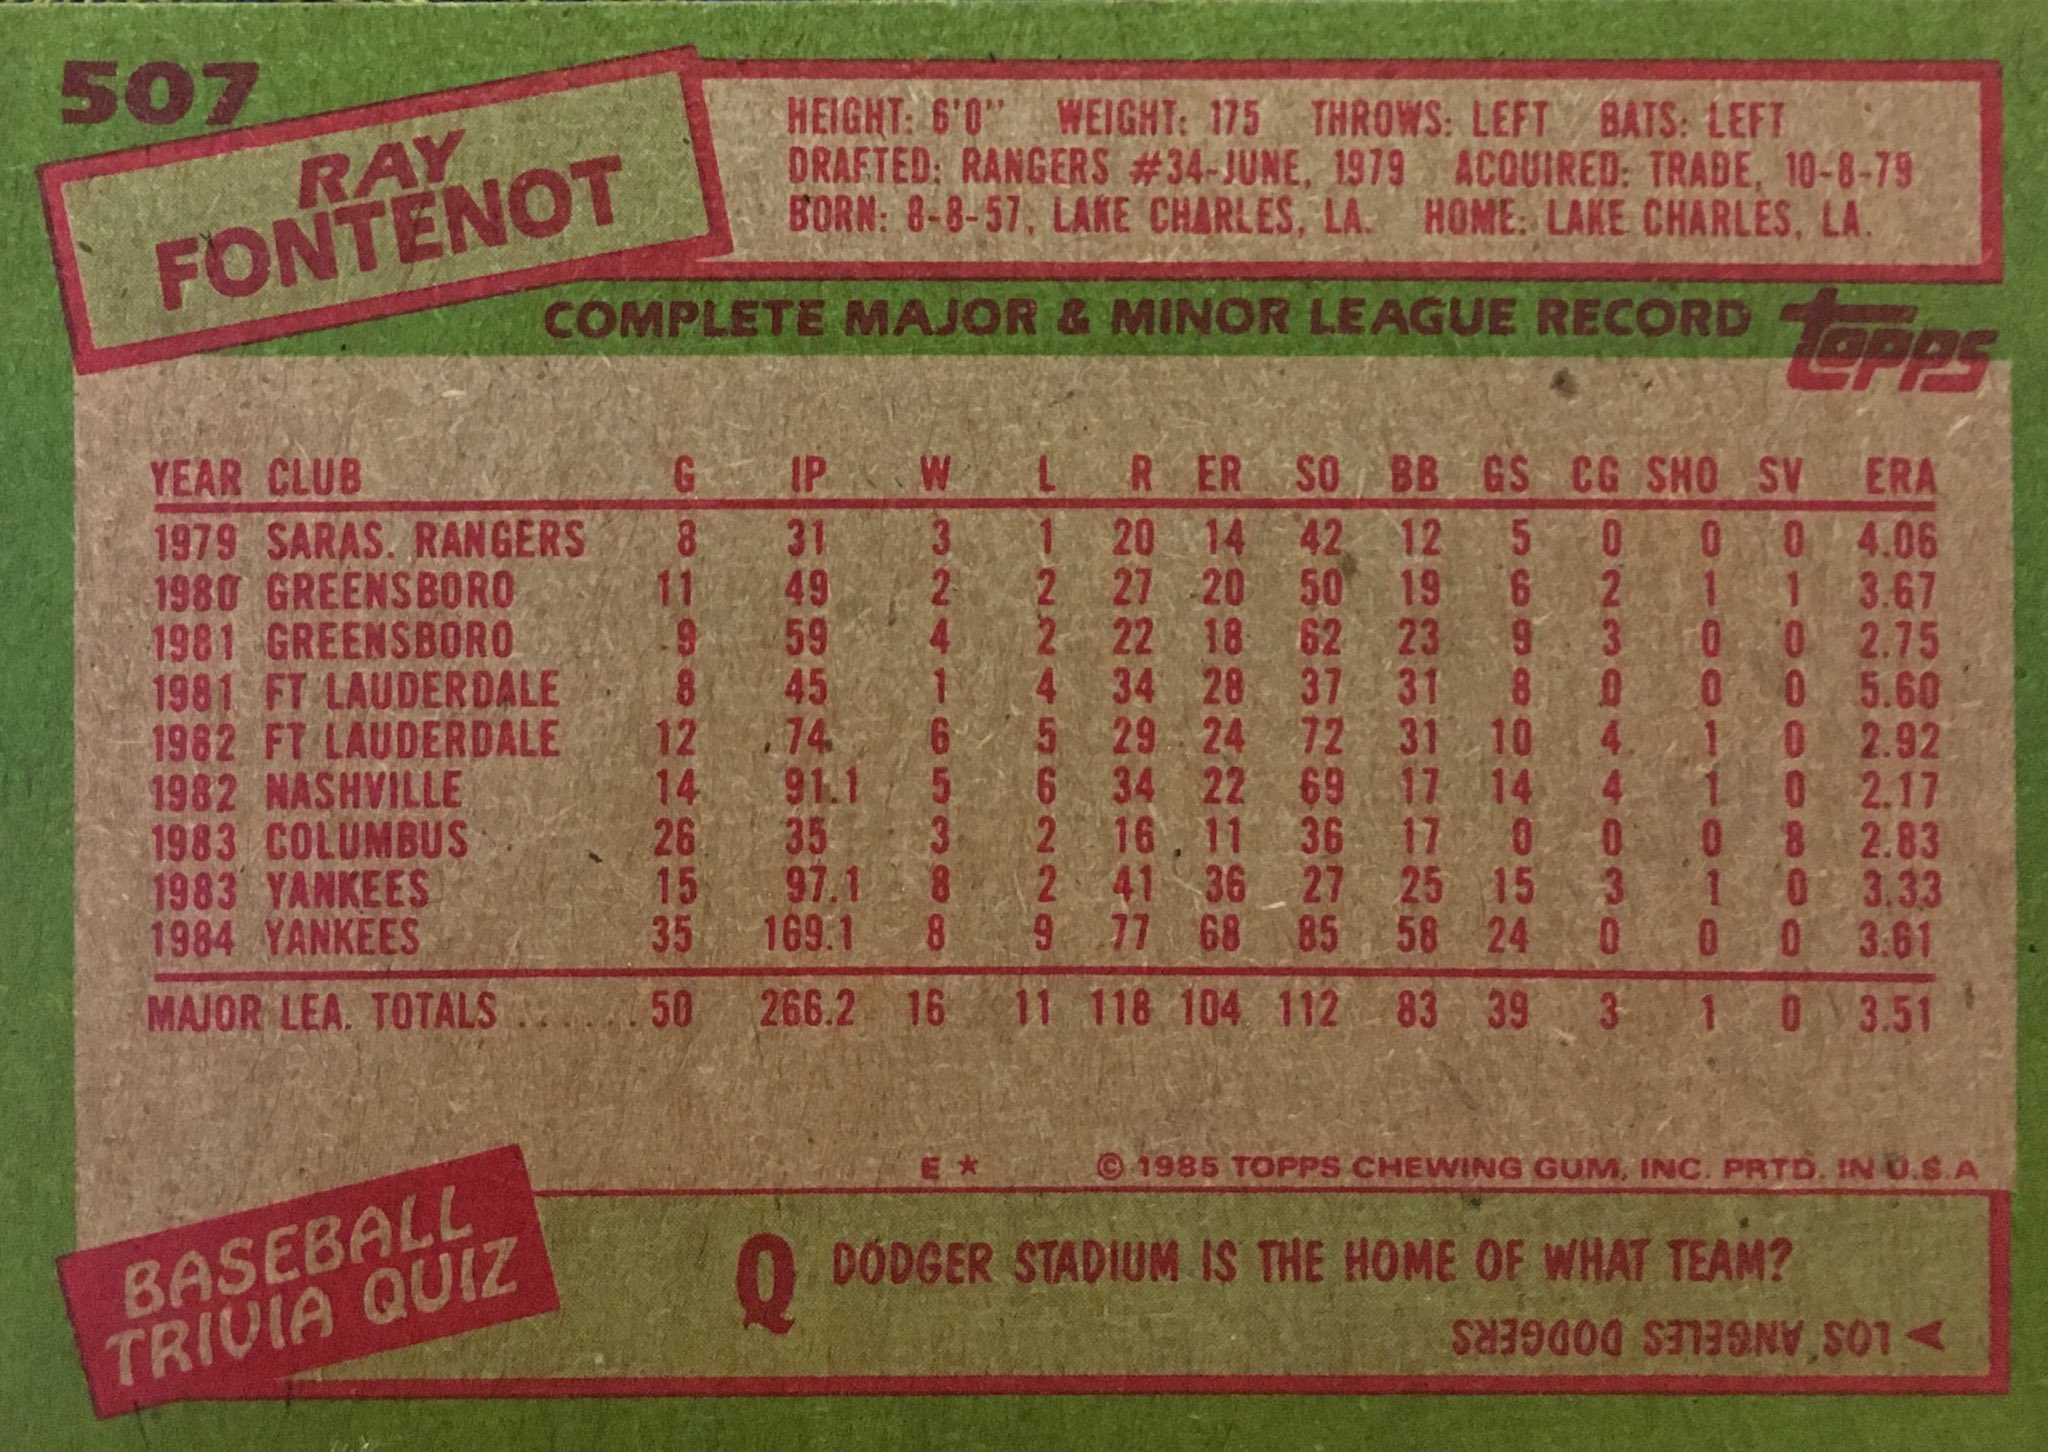 507
RAY
FONTENOT
HEIGHT: 6'0" WEIGHT: 175 THROWS: LEFT BATS: LEFT
DRAFTED: RANGERS #34-JUNE, 1979 ACQUIRED: TRADE, 10-8-79
BORN: 8-8-57, LAKE CHARLES, LA. HOME: LAKE CHARLES, LA.
COMPLETE MAJOR & MINOR LEAGUE RECORD topps
YEAR CLUB G IP W L R ER SO BB GS CG SHO SV ERA
1979 SARAS. RANGERS 8 31 3 1 20 14 42 12 5 0 0 0 4.06
1980 GREENSBORO 11 49 2 2 27 20 50 19 6 2 1 1 3.67
1981 GREENSBORO 9 59 4 2 22 18 62 23 9 3 0 0 2.75
1981 FT LAUDERDALE 8 45 1 4 34 28 37 31 8 0 0 0 5.60
1982 FT LAUDERDALE 12 74 6 5 29 24 72 31 10 4 1 0 2.92
1982 NASHVILLE 14 91.1 5 6 34 22 69 17 14 4 1 0 2.17
1983 COLUMBUS 26 35 3 2 16 11 36 17 0 0 0 8 2.83
1983 YANKEES 15 97.1 8 2 41 36 27 25 15 3 1 0 3.33
1984 YANKEES 35 169.1 8 9 77 68 85 58 24 0 0 0 3.61
MAJOR LEA. TOTALS ...... 50 266.2 16 11 118 104 112 83 39 3 1 0 3.51
E * © 1985 TOPPS CHEWING GUM, INC. PRTD. IN U.S.A
BASEBALL
TRIVIA QUIZ
Q DODGER STADIUM IS THE HOME OF WHAT TEAM?
LOS ANGELES DODGERS